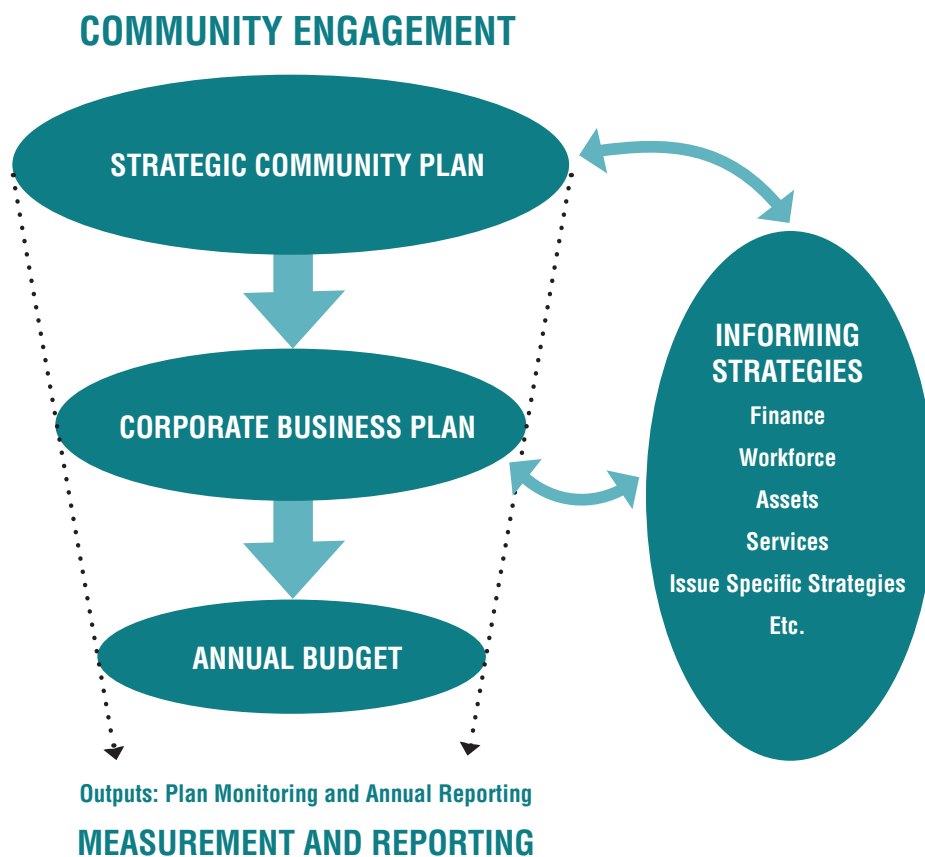 COMMUNITY ENGAGEMENT
STRATEGIC COMMUNITY PLAN
CORPORATE BUSINESS PLAN
ANNUAL BUDGET
INFORMING
STRATEGIES
Finance
Workforce
Assets
Services
Issue Specific Strategies
Etc.
Outputs: Plan Monitoring and Annual Reporting
MEASUREMENT AND REPORTING